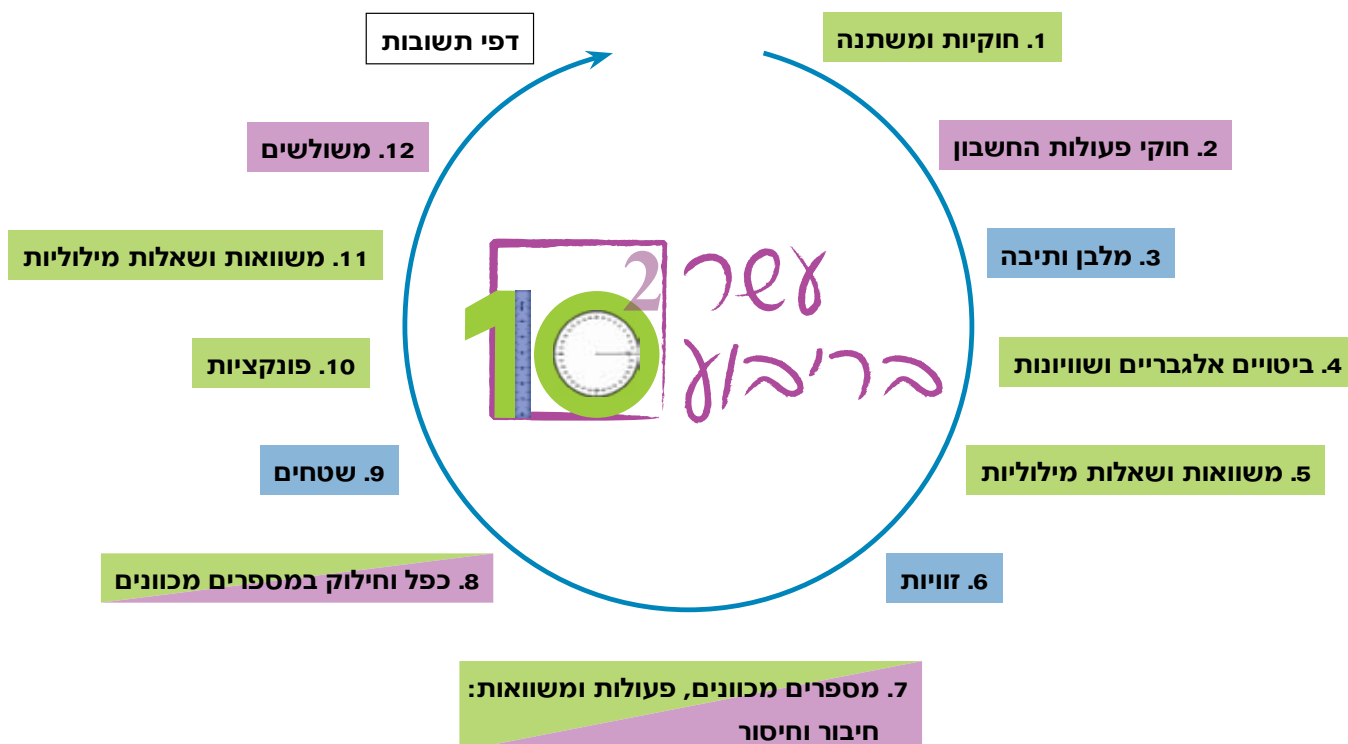 דפי תשובות
1. חוקיות ומשתנה
2. חוקי פעולות החשבון
3. מלבן ותיבה
4. ביטויים אלגבריים ושוויונות
5. משוואות ושאלות מילוליות
6. זוויות
7. מספרים מכוונים, פעולות ומשוואות:
חיבור וחיסור
8. כפל וחילוק במספרים מכוונים
9. שטחים
10. פונקציות
11. משוואות ושאלות מילוליות
12. משולשים
עשר
בריבוע
10²